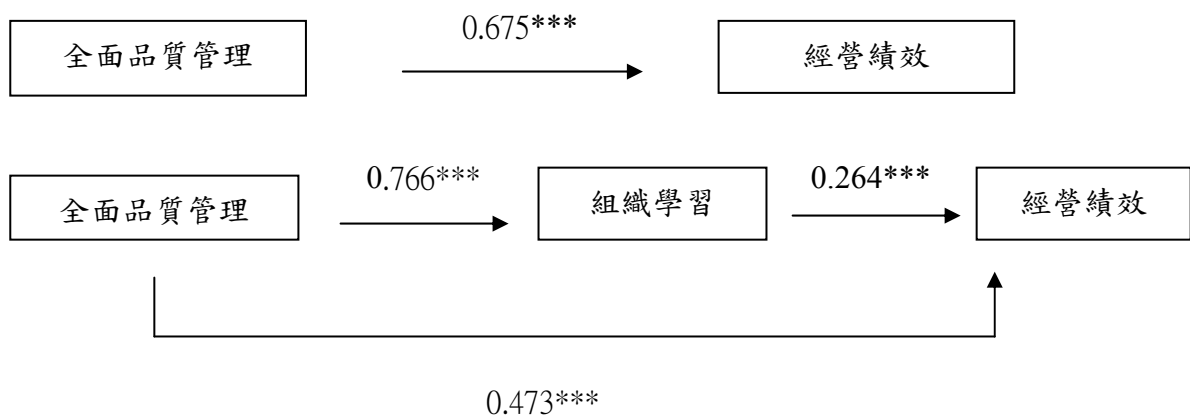 0.675***
全面品質管理
經營績效
0.766***
0.264***
全面品質管理
組織學習
經營績效
0.473***